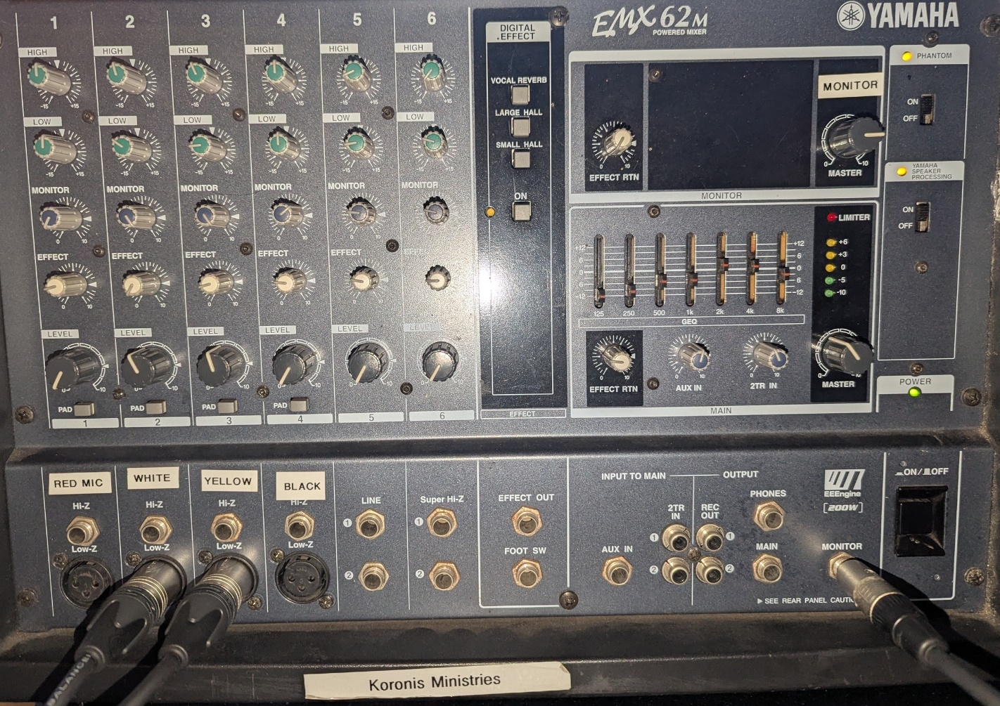 1 2 3 4 5 6
DIGITAL
EFFECT
EMX 62M
POWERED MIXER
YAMAHA
HIGH HIGH HIGH HIGH HIGH HIGH
-15 +15 -15 +15 -15 +15 -15 +15 -15 +15 -15 +15
LOW LOW LOW LOW LOW LOW
-15 +15 -15 +15 -15 +15 -15 +15 -15 +15 -15 +15
MONITOR MONITOR MONITOR MONITOR MONITOR MONITOR
0 10 0 10 0 10 0 10 0 10 0 10
EFFECT EFFECT EFFECT EFFECT EFFECT EFFECT
0 10 0 10 0 10 0 10 0 10 0 10
LEVEL LEVEL LEVEL LEVEL LEVEL LEVEL
0 10 0 10 0 10 0 10 0 10 0 10
PAD PAD PAD PAD
1 2 3 4 5 6
VOCAL REVERB
LARGE HALL
SMALL HALL
ON
EFFECT
MONITOR
0 10
EFFECT RTN
0 10
MASTER
MONITOR
PHANTOM
ON
OFF
YAMAHA
SPEAKER
PROCESSING
ON
OFF
LIMITER
+6
+3
0
-5
-10
+12 +12
6 6
0 0
6 6
-12 -12
125 250 500 1k 2k 4k 8k
GEQ
0 10 0 10 0 10 0 10
EFFECT RTN AUX IN 2TR IN MASTER
MAIN
POWER
RED MIC WHITE YELLOW BLACK
Hi-Z Hi-Z Hi-Z Hi-Z
Low-Z Low-Z Low-Z Low-Z
LINE
1
2
Super Hi-Z
1
2
EFFECT OUT
FOOT SW
INPUT TO MAIN OUTPUT
2TR
IN
REC
OUT
1 1
2 2
AUX IN
PHONES
MAIN
EEEngine
200W
MONITOR
ON/OFF
SEE REAR PANEL CAUTIO
BALANCE
Koronis Ministries